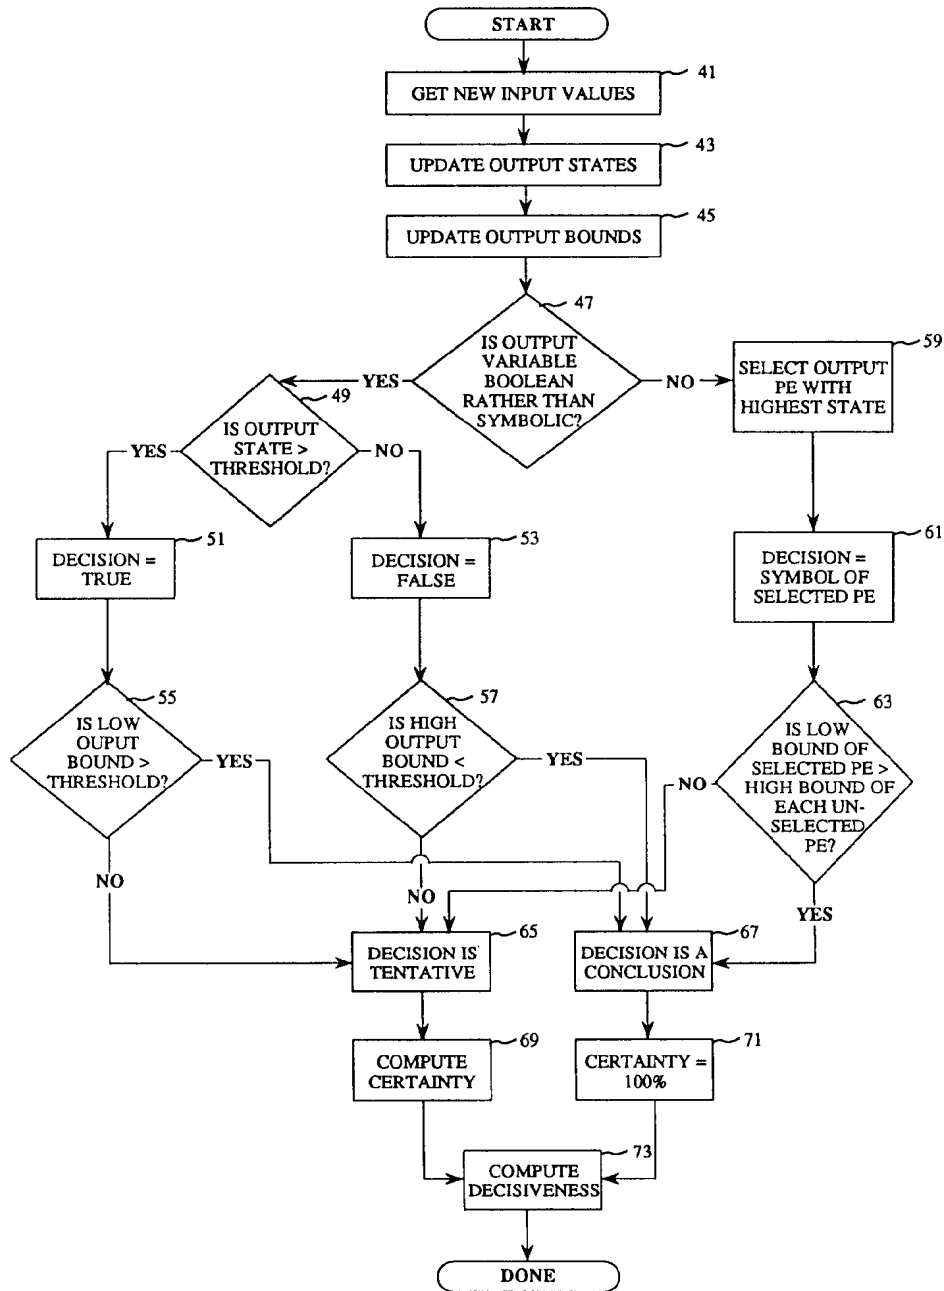 START
41
GET NEW INPUT VALUES
43
UPDATE OUTPUT STATES
45
UPDATE OUTPUT BOUNDS
47
IS OUTPUT
VARIABLE
BOOLEAN
RATHER THAN
SYMBOLIC?
YES
NO
59
SELECT OUTPUT
PE WITH
HIGHEST STATE
49
IS OUTPUT
STATE >
THRESHOLD?
YES
NO
51
DECISION =
TRUE
53
DECISION =
FALSE
61
DECISION =
SYMBOL OF
SELECTED PE
55
IS LOW
OUPUT
BOUND >
THRESHOLD?
YES
NO
57
IS HIGH
OUTPUT
BOUND <
THRESHOLD?
YES
NO
63
IS LOW
BOUND OF
SELECTED PE >
HIGH BOUND OF
EACH UN-
SELECTED
PE?
NO
YES
65
DECISION IS
TENTATIVE
67
DECISION IS A
CONCLUSION
69
COMPUTE
CERTAINTY
71
CERTAINTY =
100%
73
COMPUTE
DECISIVENESS
DONE